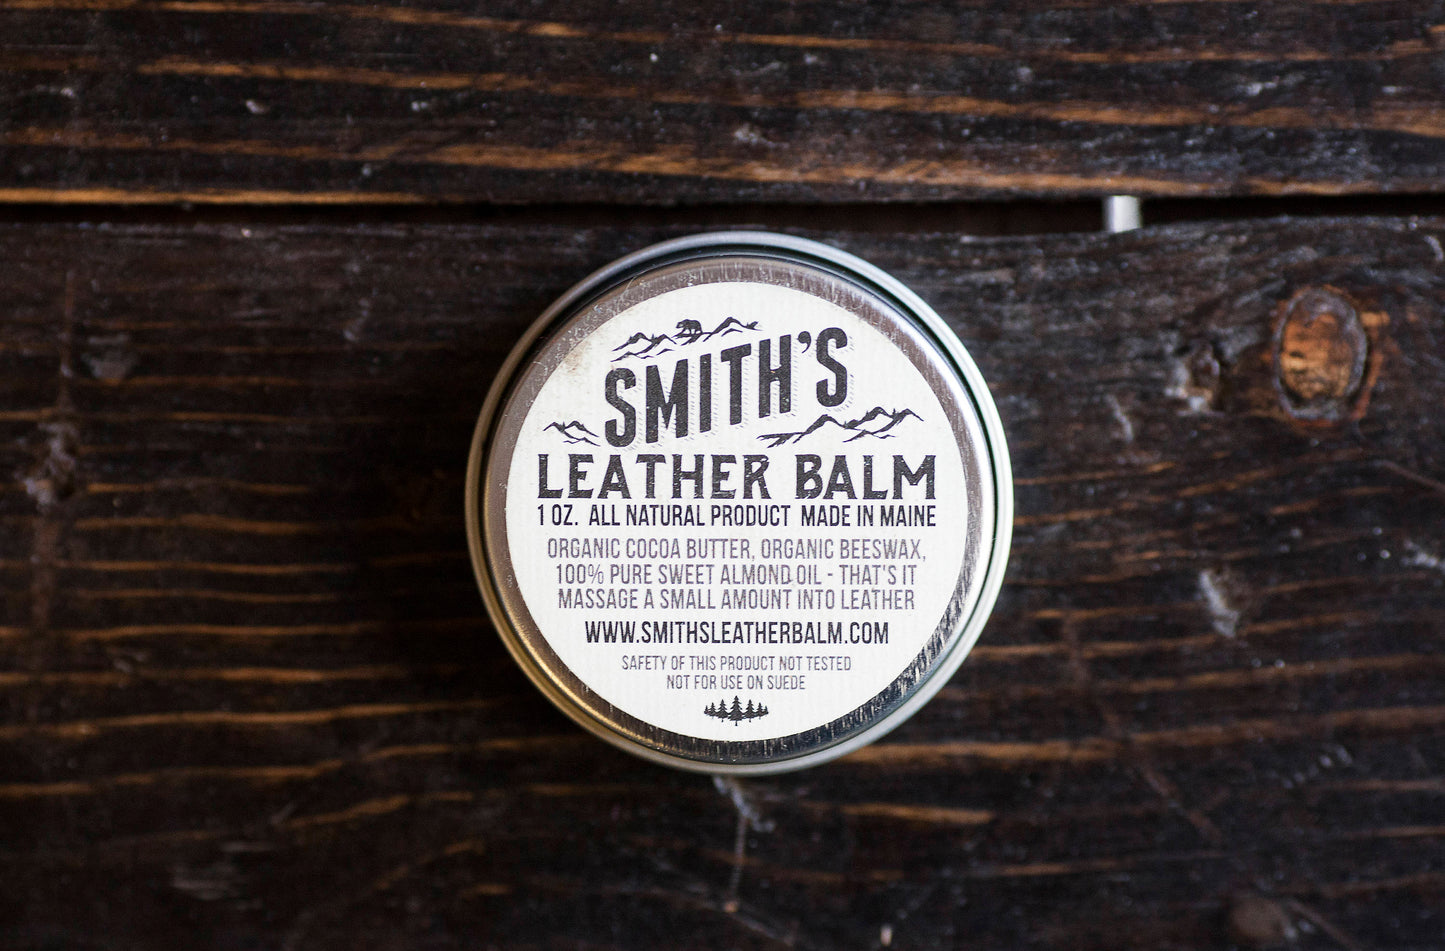 SMITH'S
LEATHER BALM
1 OZ. ALL NATURAL PRODUCT MADE IN MAINE
ORGANIC COCOA BUTTER, ORGANIC BEESWAX,
100% PURE SWEET ALMOND OIL - THAT'S IT
MASSAGE A SMALL AMOUNT INTO LEATHER
WWW.SMITHSLEATHERBALM.COM
SAFETY OF THIS PRODUCT NOT TESTED
NOT FOR USE ON SUEDE